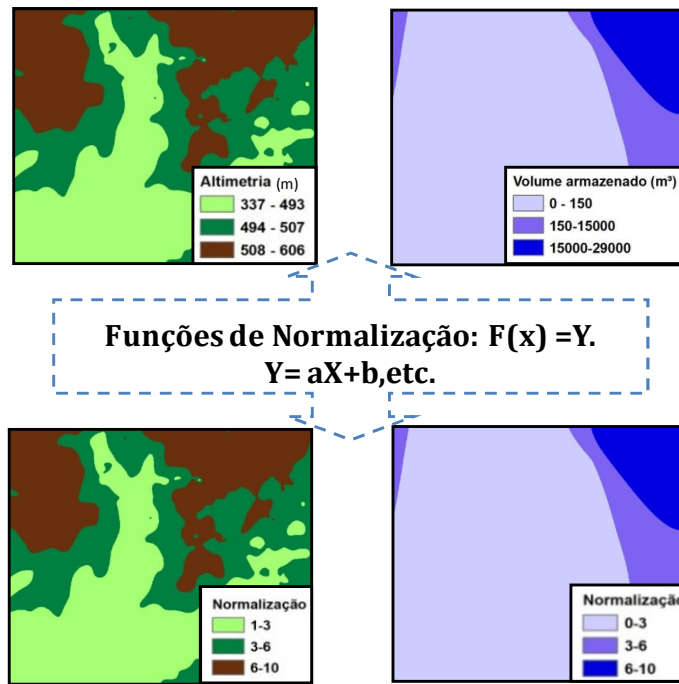 Altimetria (m)
337 - 493
494 - 507
508 - 606
Volume armazenado (m³)
0 - 150
150-15000
15000-29000
Funções de Normalização: F(x) =Y.
Y= aX+b,etc.
Normalização
1-3
3-6
6-10
Normalização
0-3
3-6
6-10